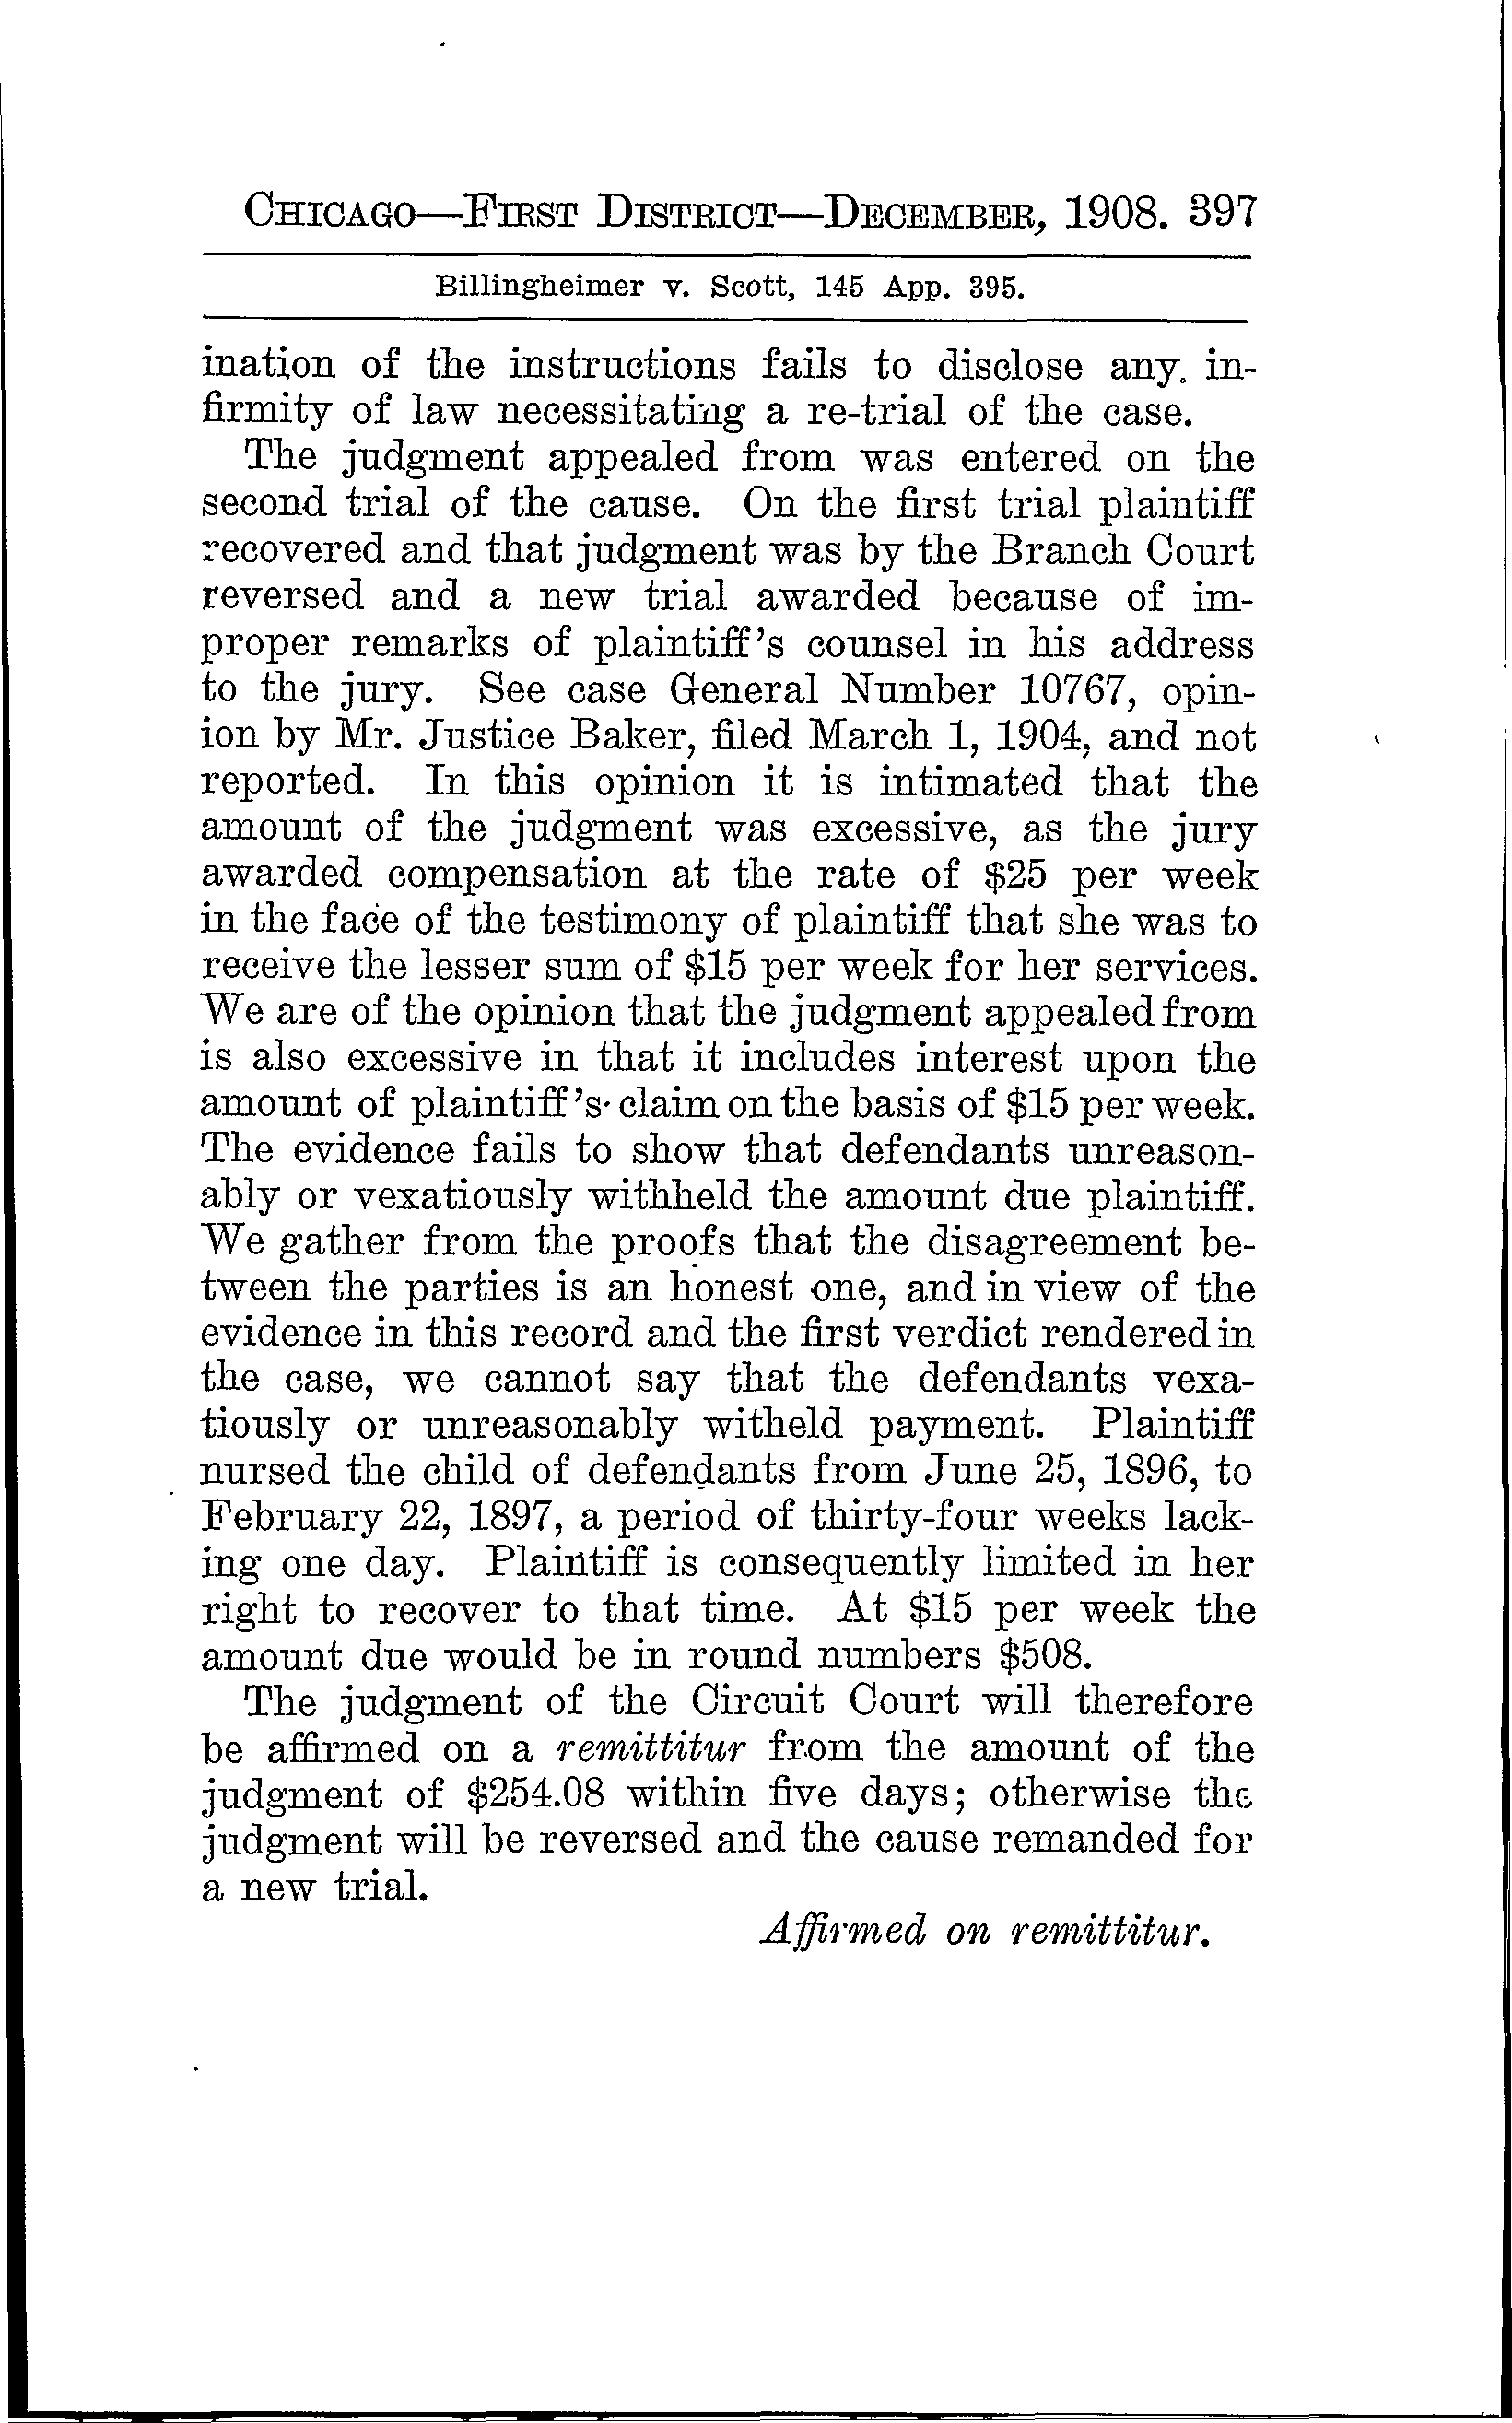 CHICAGO—FIRST DISTRICT—DECEMBER, 1908. 397
Billingheimer v. Scott, 145 App. 395.
ination of the instructions fails to disclose any. in-
firmity of law necessitating a re-trial of the case.
The judgment appealed from was entered on the
second trial of the cause. On the first trial plaintiff
recovered and that judgment was by the Branch Court
reversed and a new trial awarded because of im-
proper remarks of plaintiff's counsel in his address
to the jury. See case General Number 10767, opin-
ion by Mr. Justice Baker, filed March 1, 1904, and not
reported. In this opinion it is intimated that the
amount of the judgment was excessive, as the jury
awarded compensation at the rate of $25 per week
in the face of the testimony of plaintiff that she was to
receive the lesser sum of $15 per week for her services.
We are of the opinion that the judgment appealed from
is also excessive in that it includes interest upon the
amount of plaintiff's claim on the basis of $15 per week.
The evidence fails to show that defendants unreason-
ably or vexatiously withheld the amount due plaintiff.
We gather from the proofs that the disagreement be-
tween the parties is an honest one, and in view of the
evidence in this record and the first verdict rendered in
the case, we cannot say that the defendants vexa-
tiously or unreasonably witheld payment. Plaintiff
nursed the child of defendants from June 25, 1896, to
February 22, 1897, a period of thirty-four weeks lack-
ing one day. Plaintiff is consequently limited in her
right to recover to that time. At $15 per week the
amount due would be in round numbers $508.
The judgment of the Circuit Court will therefore
be affirmed on a remittitur from the amount of the
judgment of $254.08 within five days; otherwise the
judgment will be reversed and the cause remanded for
a new trial.
Affirmed on remittitur.